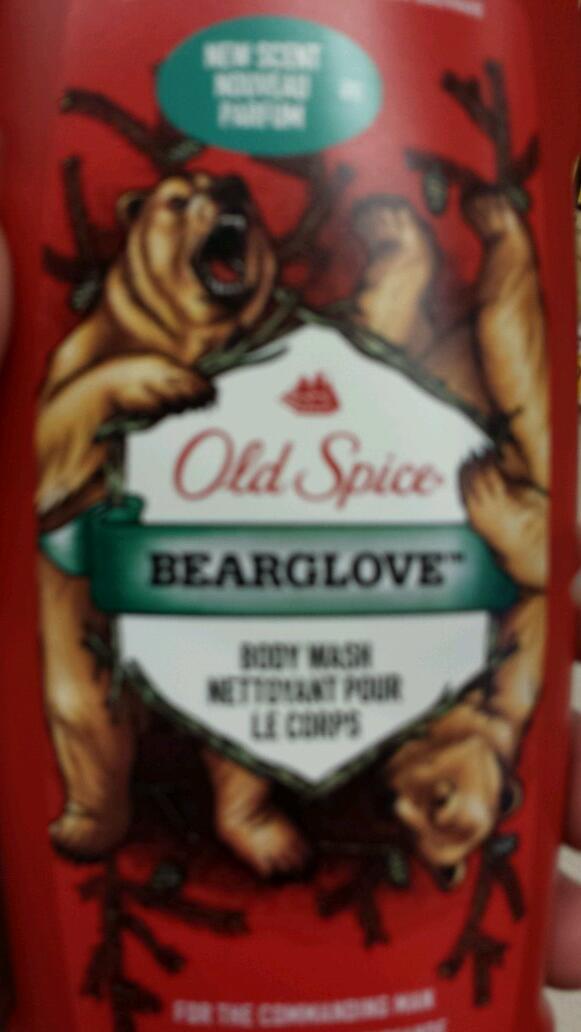 NEW SCENT
NOUVEAU
PARFUM
Old Spice
BEARGLOVE™
BODY WASH
NETTOYANT POUR
LE CORPS
FOR THE COMMANDING MAN